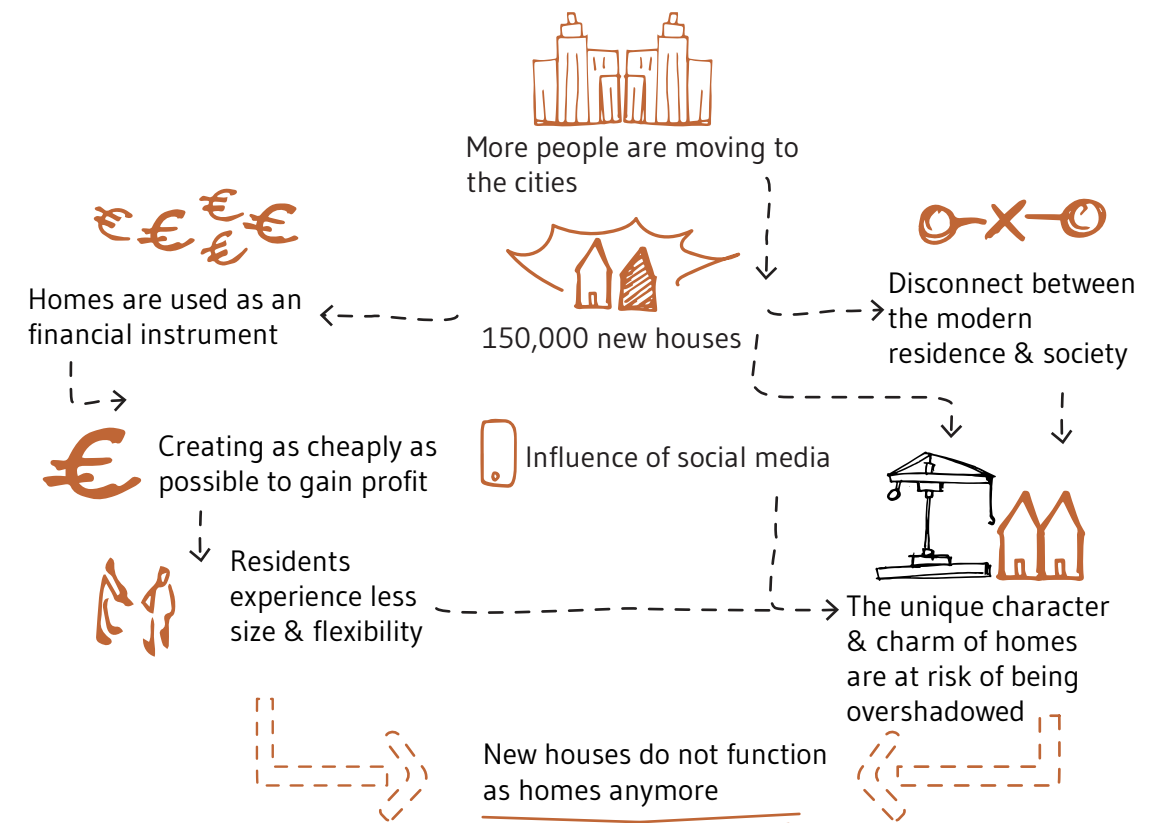 More people are moving to
the cities
Homes are used as an
financial instrument
150,000 new houses
Disconnect between
the modern
residence & society
Creating as cheaply as
possible to gain profit
Influence of social media
Residents
experience less
size & flexibility
The unique character
& charm of homes
are at risk of being
overshadowed
New houses do not function
as homes anymore